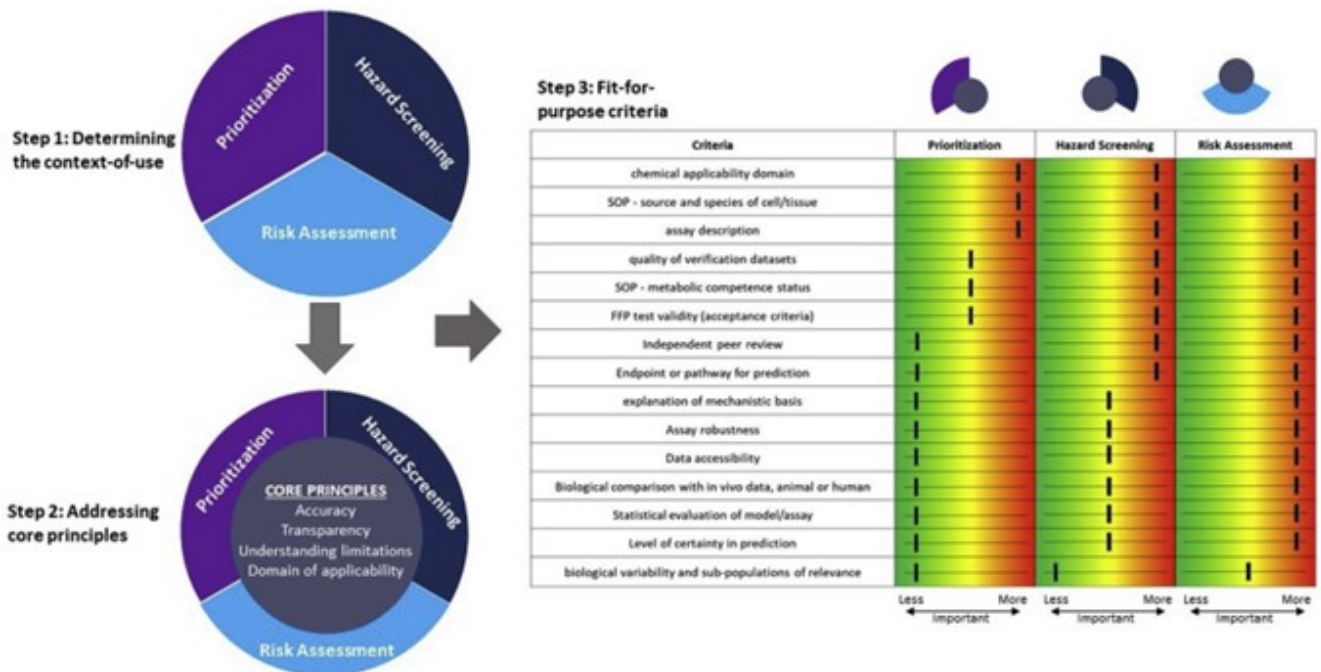 Prioritization
Hazard Screening
Risk Assessment
Step 1: Determining
the context-of-use
Prioritization
Hazard Screening
Risk Assessment
CORE PRINCIPLES
Accuracy
Transparency
Understanding limitations
Domain of applicability
Step 2: Addressing
core principles
Step 3: Fit-for-
purpose criteria
Criteria Prioritization Hazard Screening Risk Assessment
chemical applicability domain
SOP - source and species of cell/tissue
assay description
quality of verification datasets
SOP - metabolic competence status
FFP test validity (acceptance criteria)
Independent peer review
Endpoint or pathway for prediction
explanation of mechanistic basis
Assay robustness
Data accessibility
Biological comparison with in vivo data, animal or human
Statistical evaluation of model/assay
Level of certainty in prediction
biological variability and sub-populations of relevance
Less More Less More Less More
Important Important Important